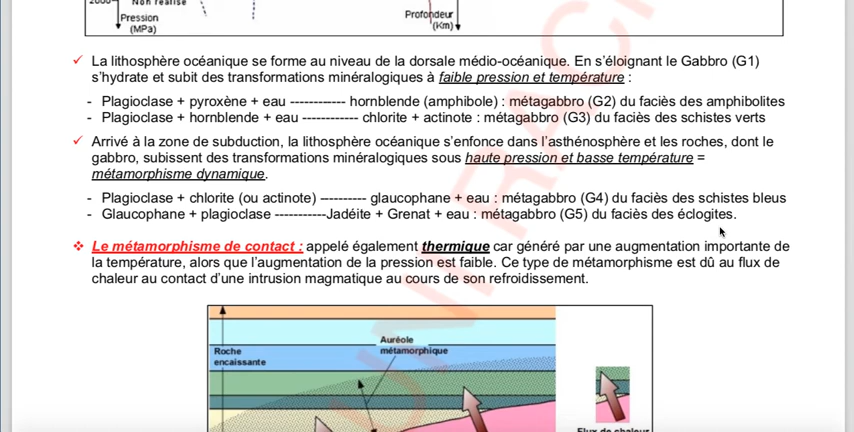 Non réalisé
Pression
(MPa)
Profondeur
(Km)
✓ La lithosphère océanique se forme au niveau de la dorsale médio-océanique. En s’éloignant le Gabbro (G1)
s’hydrate et subit des transformations minéralogiques à faible pression et température :
- Plagioclase + pyroxène + eau ------------ hornblende (amphibole) : métagabbro (G2) du faciès des amphibolites
- Plagioclase + hornblende + eau ------------ chlorite + actinote : métagabbro (G3) du faciès des schistes verts
✓ Arrivé à la zone de subduction, la lithosphère océanique s’enfonce dans l’asthénosphère et les roches, dont le
gabbro, subissent des transformations minéralogiques sous haute pression et basse température =
métamorphisme dynamique.
- Plagioclase + chlorite (ou actinote) ---------- glaucophane + eau : métagabbro (G4) du faciès des schistes bleus
- Glaucophane + plagioclase -----------Jadéite + Grenat + eau : métagabbro (G5) du faciès des éclogites.
❖ Le métamorphisme de contact : appelé également thermique car généré par une augmentation importante de
la température, alors que l’augmentation de la pression est faible. Ce type de métamorphisme est dû au flux de
chaleur au contact d’une intrusion magmatique au cours de son refroidissement.
Auréole
métamorphique
Roche
encaissante
Flux de chaleur